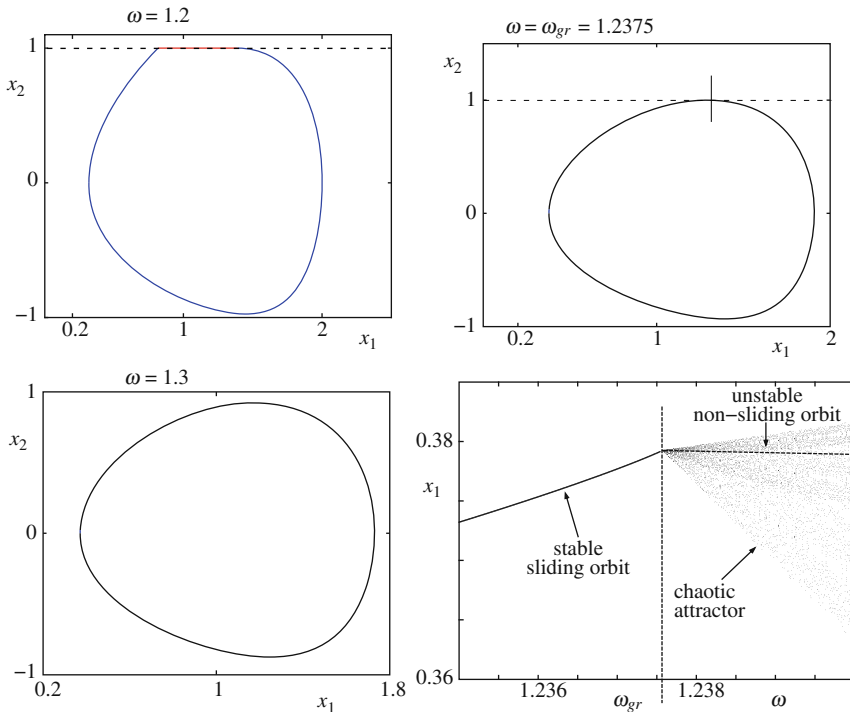 ω = 1.2
1
x₂
0
−1
0.2
1
2
x₁
ω = ω_gr = 1.2375
x₂
1
0
−1
0.2
1
x₁
2
ω = 1.3
1
x₂
0
−1
0.2
1
x₁
1.8
unstable
non−sliding orbit
0.38
x₁
stable
sliding orbit
chaotic
attractor
0.36
1.236
ω_gr
1.238
ω